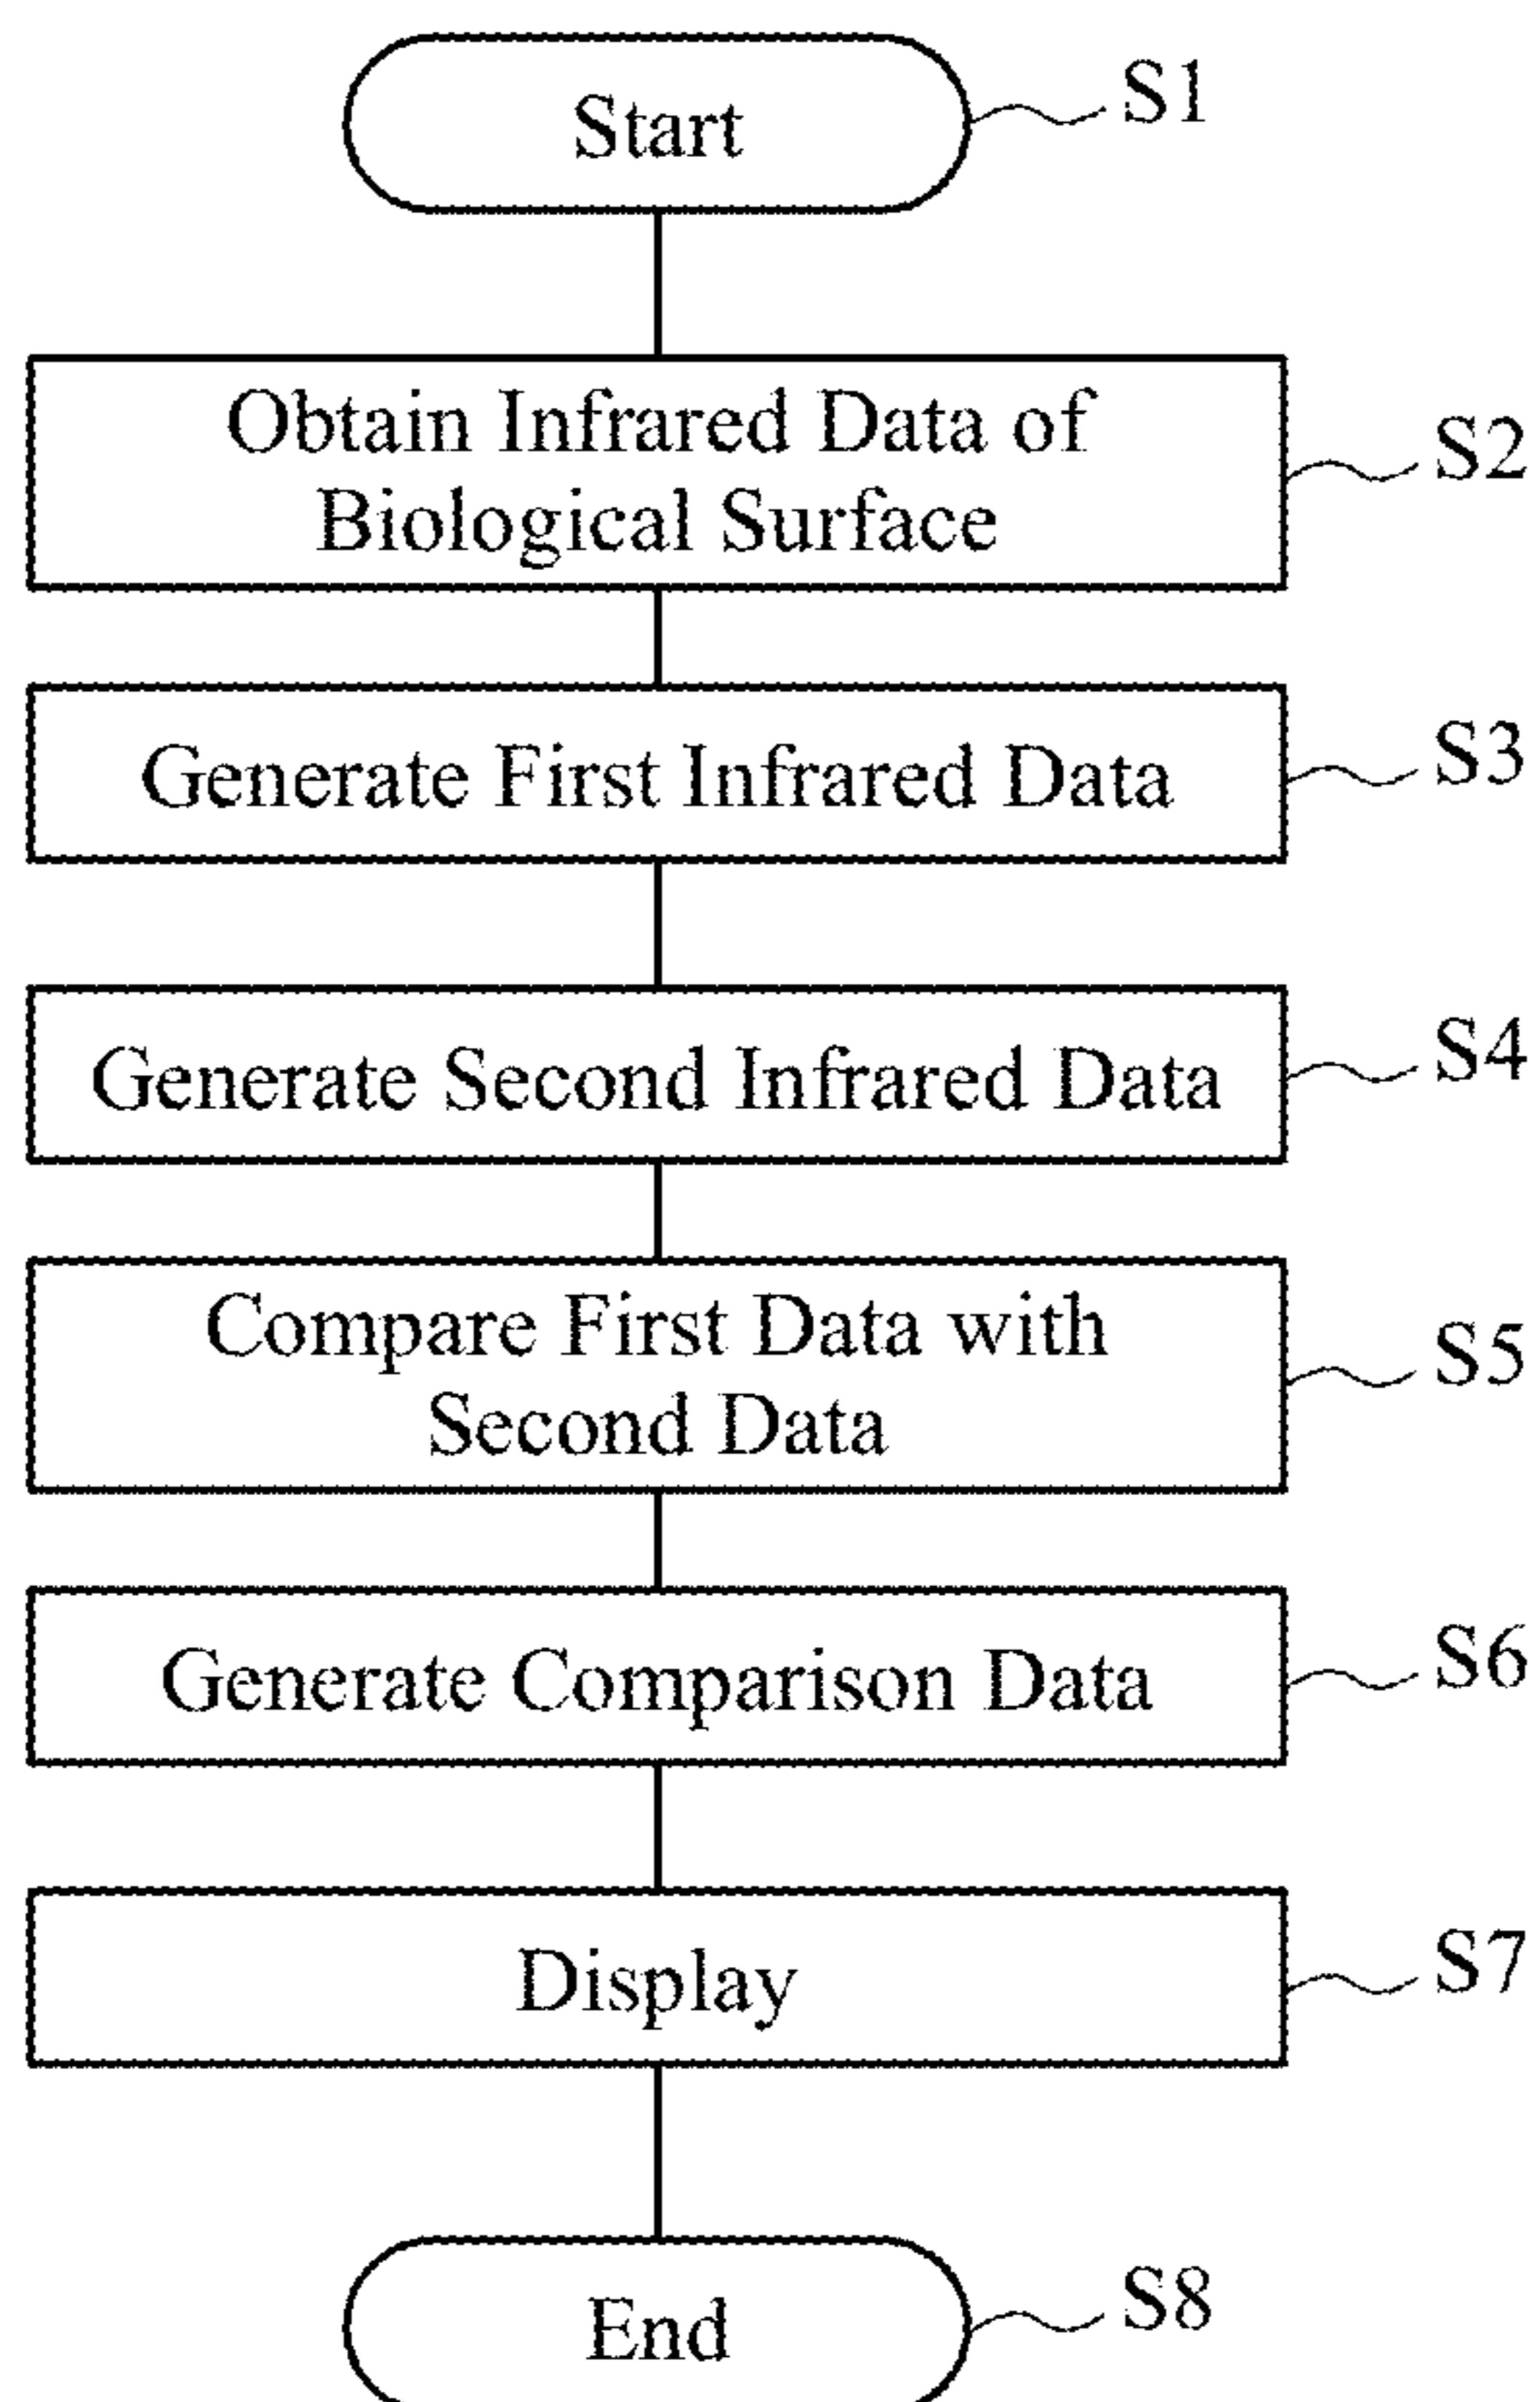 Start
S1
Obtain Infrared Data of
Biological Surface
S2
Generate First Infrared Data
S3
Generate Second Infrared Data
S4
Compare First Data with
Second Data
S5
Generate Comparison Data
S6
Display
S7
End
S8